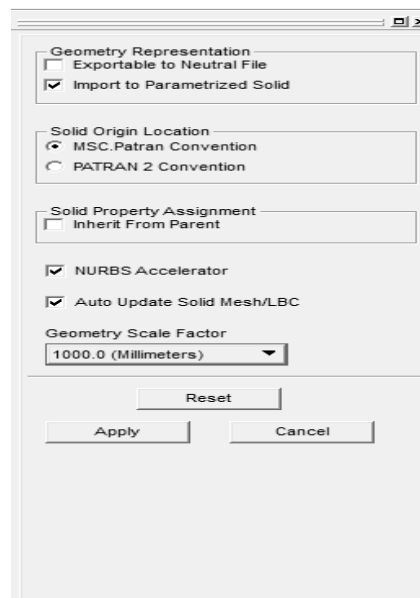 Geometry Representation
Exportable to Neutral File
Import to Parametrized Solid
Solid Origin Location
MSC.Patran Convention
PATRAN 2 Convention
Solid Property Assignment
Inherit From Parent
NURBS Accelerator
Auto Update Solid Mesh/LBC
Geometry Scale Factor
1000.0 (Millimeters)
Reset
Apply Cancel